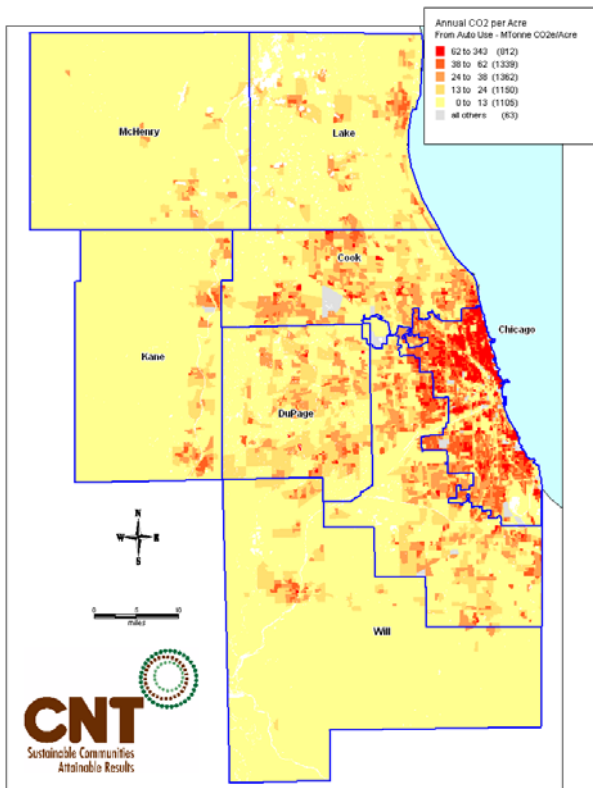 Annual CO2 per Acre
From Auto Use - MTonne CO2e/Acre
62 to 343 (812)
38 to 62 (1339)
24 to 38 (1362)
13 to 24 (1150)
0 to 13 (1105)
all others (63)
McHenry
Lake
Cook
Chicago
Kane
DuPage
N
W E
S
0 5 10
miles
Will
CNT
Sustainable Communities
Attainable Results